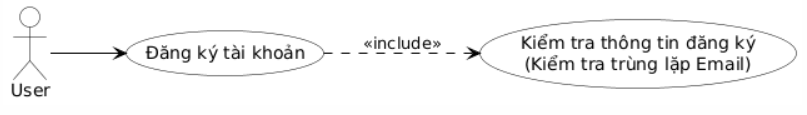 User
Đăng ký tài khoản
«include»
Kiểm tra thông tin đăng ký
(Kiểm tra trùng lặp Email)